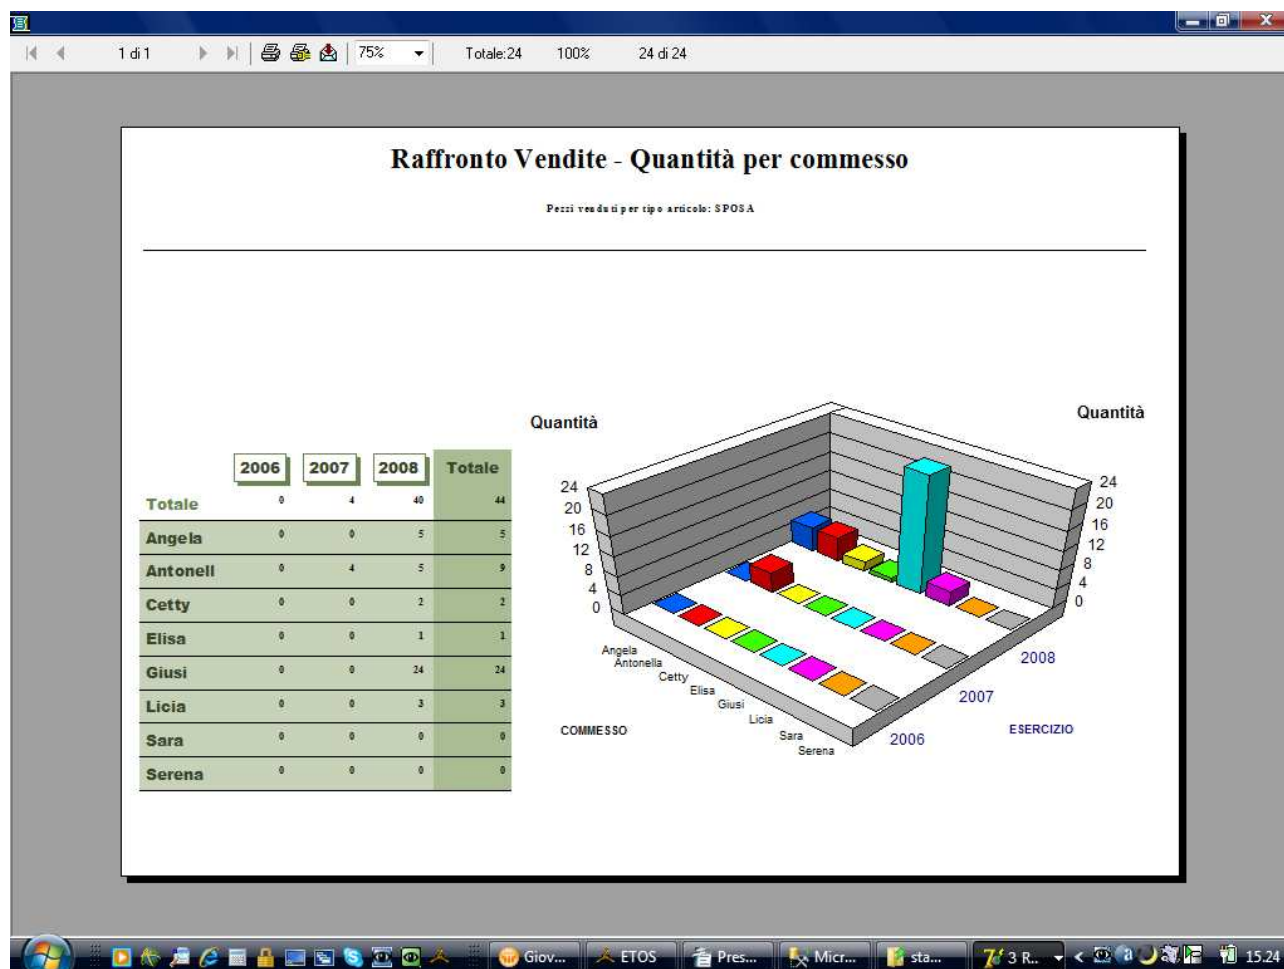 1 di 1 75% Totale:24 100% 24 di 24
Raffronto Vendite - Quantità per commesso
Pezzi venduti per tipo articolo: SPOSA
2006 2007 2008 Totale
Totale 0 4 40 44
Angela 0 0 5 5
Antonell 0 4 5 9
Cetty 0 0 2 2
Elisa 0 0 1 1
Giusi 0 0 24 24
Licia 0 0 3 3
Sara 0 0 0 0
Serena 0 0 0 0
Quantità
Quantità
24
20
16
12
8
4
0
24
20
16
12
8
4
0
Angela
Antonella
Cetty
Elisa
Giusi
Licia
Sara
Serena
COMMESSO
2006
2007
2008
ESERCIZIO
Giov... ETOS Pres... Micr... sta... 3 R.. 15.24